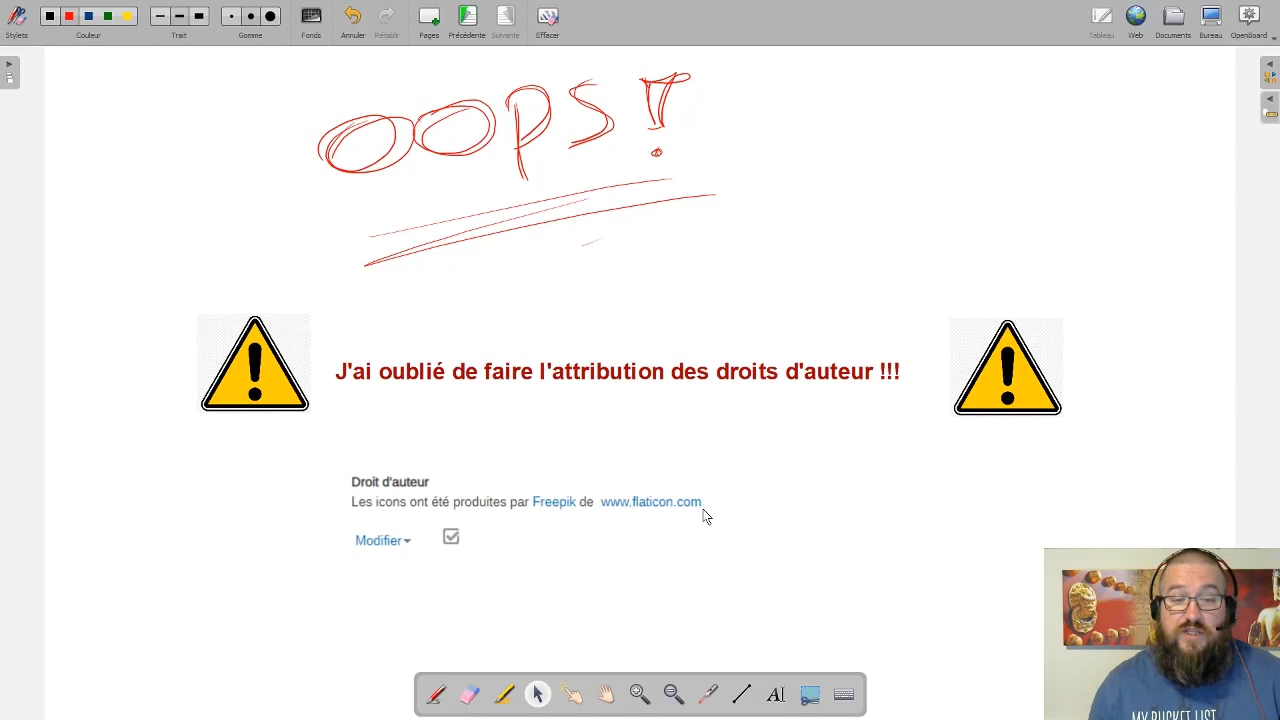 Stylets
Couleur
Trait
Gomme
Fonds
Annuler
Rétablir
Pages
Précédente
Suivante
Effacer
Tableau
Web
Documents
Bureau
OpenBoard
OOPS !
J'ai oublié de faire l'attribution des droits d'auteur !!!
Droit d'auteur
Les icons ont été produites par Freepik de www.flaticon.com
Modifier
MY BUCKET LIST